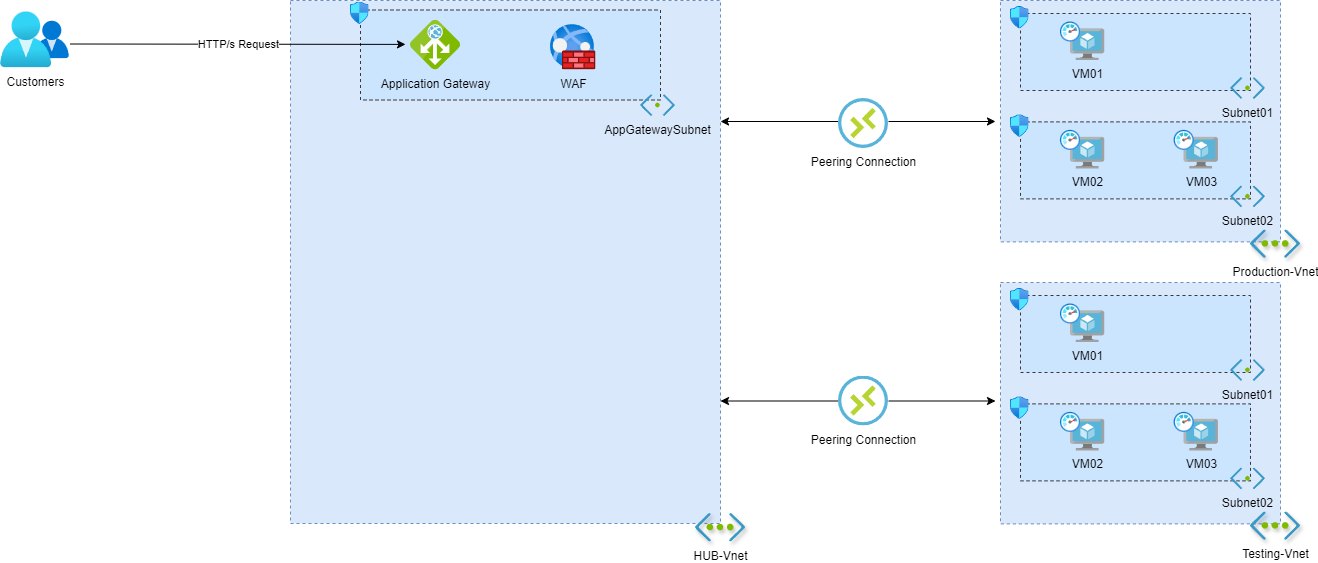 Customers
HTTP/s Request
Application Gateway
WAF
AppGatewaySubnet
HUB-Vnet
Peering Connection
Peering Connection
VM01
Subnet01
VM02
VM03
Subnet02
Production-Vnet
VM01
Subnet01
VM02
VM03
Subnet02
Testing-Vnet